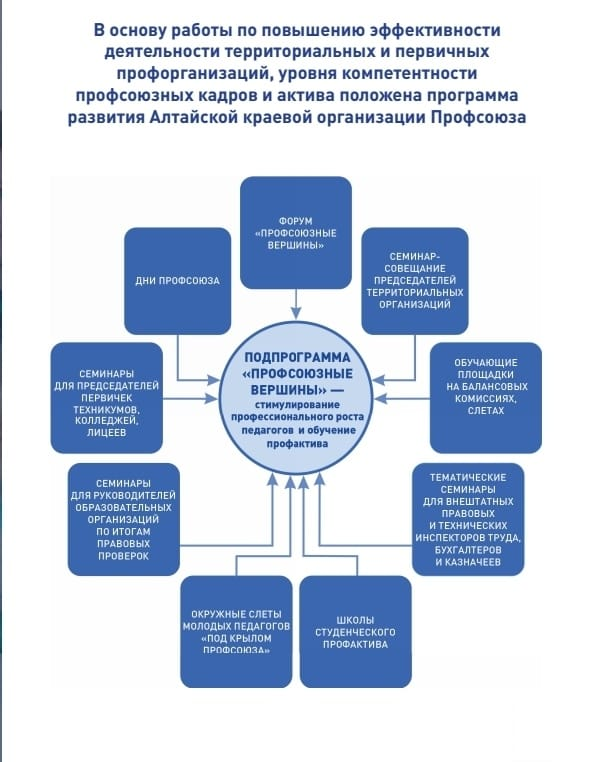 В основу работы по повышению эффективности
деятельности территориальных и первичных
профорганизаций, уровня компетентности
профсоюзных кадров и актива положена программа
развития Алтайской краевой организации Профсоюза
ФОРУМ
«ПРОФСОЮЗНЫЕ
ВЕРШИНЫ»
ДНИ ПРОФСОЮЗА
СЕМИНАР-
СОВЕЩАНИЕ
ПРЕДСЕДАТЕЛЕЙ
ТЕРРИТОРИАЛЬНЫХ
ОРГАНИЗАЦИЙ
СЕМИНАРЫ
ДЛЯ ПРЕДСЕДАТЕЛЕЙ
ПЕРВИЧЕК
ТЕХНИКУМОВ,
КОЛЛЕДЖЕЙ,
ЛИЦЕЕВ
ПОДПРОГРАММА
«ПРОФСОЮЗНЫЕ
ВЕРШИНЫ» —
стимулирование
профессионального роста
педагогов и обучение
профактива
ОБУЧАЮЩИЕ
ПЛОЩАДКИ
НА БАЛАНСОВЫХ
КОМИССИЯХ,
СЛЕТАХ
СЕМИНАРЫ
ДЛЯ РУКОВОДИТЕЛЕЙ
ОБРАЗОВАТЕЛЬНЫХ
ОРГАНИЗАЦИЙ
ПО ИТОГАМ
ПРАВОВЫХ
ПРОВЕРОК
ТЕМАТИЧЕСКИЕ
СЕМИНАРЫ
ДЛЯ ВНЕШТАТНЫХ
ПРАВОВЫХ
И ТЕХНИЧЕСКИХ
ИНСПЕКТОРОВ ТРУДА,
БУХГАЛТЕРОВ
И КАЗНАЧЕЕВ
ОКРУЖНЫЕ СЛЕТЫ
МОЛОДЫХ ПЕДАГОГОВ
«ПОД КРЫЛОМ
ПРОФСОЮЗА»
ШКОЛЫ
СТУДЕНЧЕСКОГО
ПРОФАКТИВА